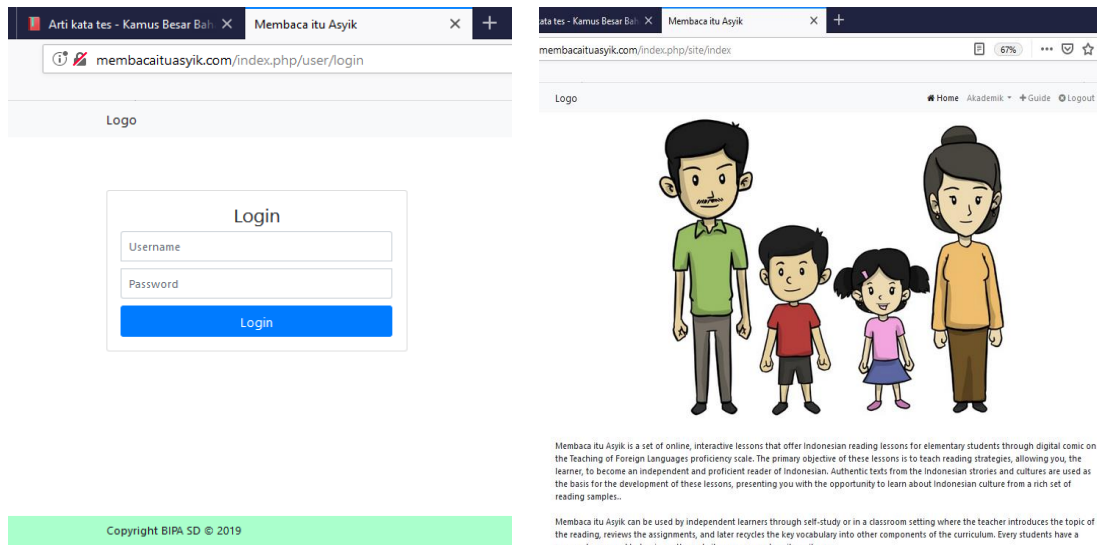 Arti kata tes - Kamus Besar Bah
Membaca itu Asyik
membacaituasyik.com/index.php/user/login
Logo
Login
Username
Password
Login
Copyright BIPA SD © 2019
ata tes - Kamus Besar Bah
Membaca itu Asyik
membacaituasyik.com/index.php/site/index
67%
Logo
Home Akademik Guide Logout
Membaca itu Asyik is a set of online, interactive lessons that offer Indonesian reading lessons for elementary students through digital comic on
the Teaching of Foreign Languages proficiency scale. The primary objective of these lessons is to teach reading strategies, allowing you, the
learner, to become an independent and proficient reader of Indonesian. Authentic texts from the Indonesian strories and cultures are used as
the basis for the development of these lessons, presenting you with the opportunity to learn about Indonesian culture from a rich set of
reading samples..
Membaca itu Asyik can be used by independent learners through self-study or in a classroom setting where the teacher introduces the topic of
the reading, reviews the assignments, and later recycles the key vocabulary into other components of the curriculum. Every students have a